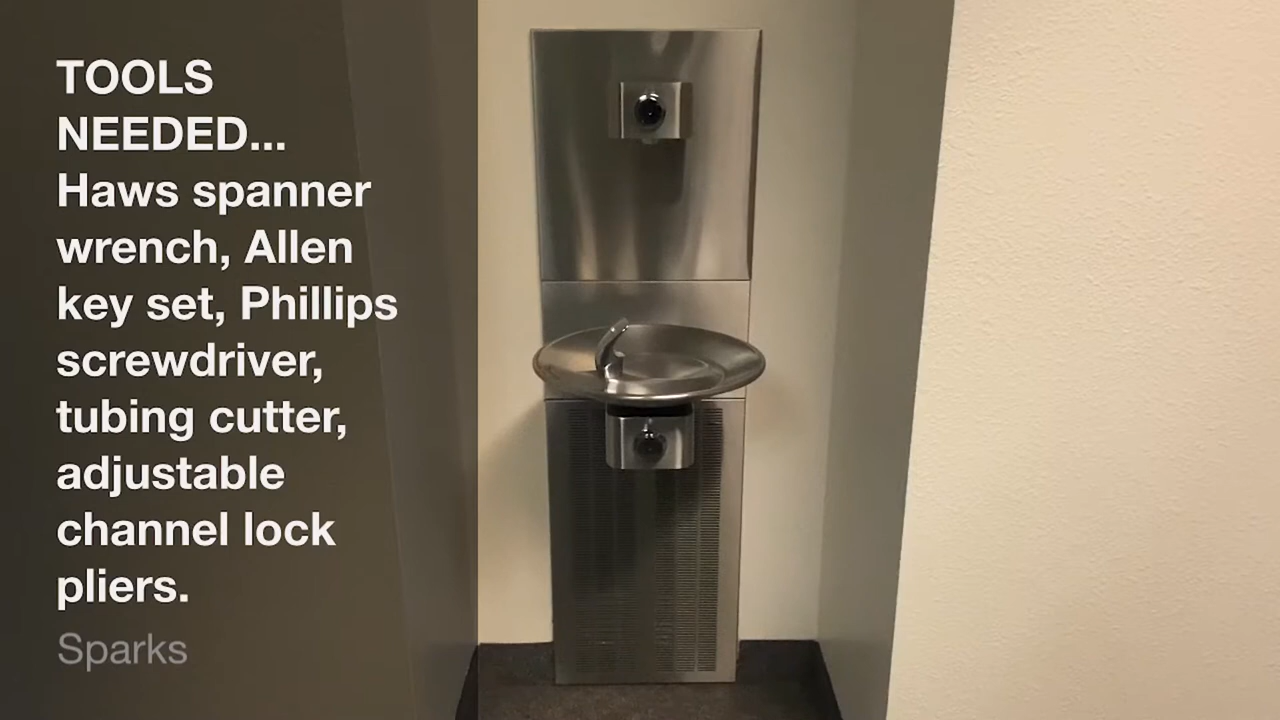 TOOLS
NEEDED...
Haws spanner
wrench, Allen
key set, Phillips
screwdriver,
tubing cutter,
adjustable
channel lock
pliers.
Sparks